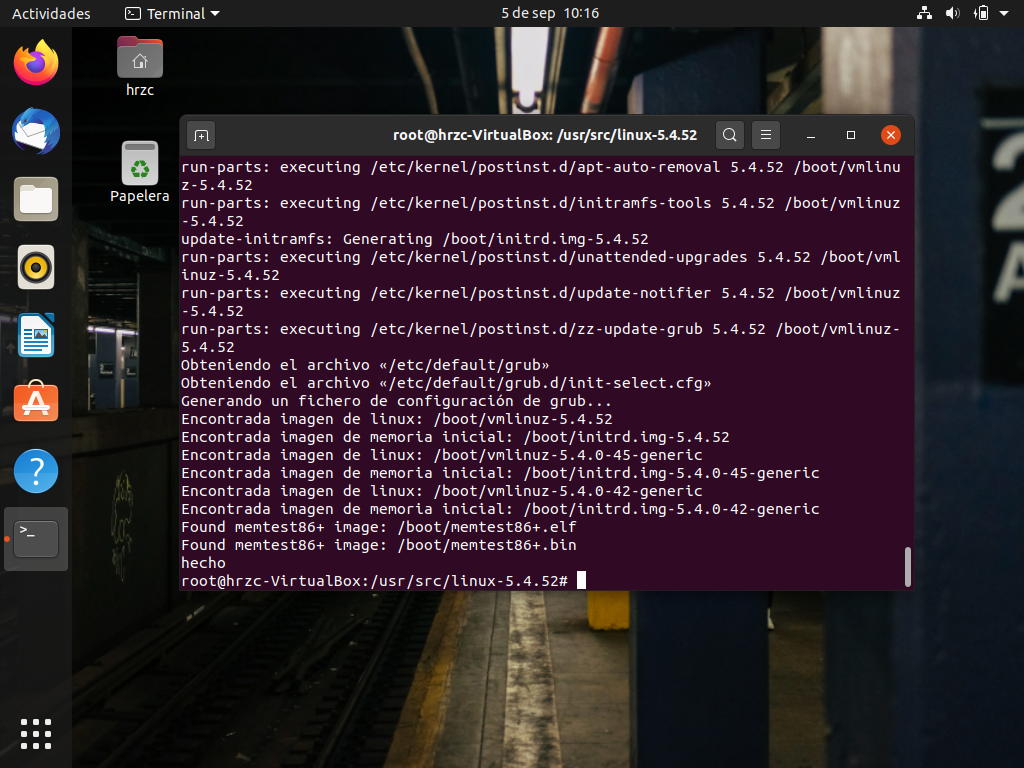 Actividades
Terminal
5 de sep 10:16
hrzc
Papelera
root@hrzc-VirtualBox: /usr/src/linux-5.4.52
run-parts: executing /etc/kernel/postinst.d/apt-auto-removal 5.4.52 /boot/vmlinu
z-5.4.52
run-parts: executing /etc/kernel/postinst.d/initramfs-tools 5.4.52 /boot/vmlinuz
-5.4.52
update-initramfs: Generating /boot/initrd.img-5.4.52
run-parts: executing /etc/kernel/postinst.d/unattended-upgrades 5.4.52 /boot/vml
inuz-5.4.52
run-parts: executing /etc/kernel/postinst.d/update-notifier 5.4.52 /boot/vmlinuz
-5.4.52
run-parts: executing /etc/kernel/postinst.d/zz-update-grub 5.4.52 /boot/vmlinuz-
5.4.52
Obteniendo el archivo «/etc/default/grub»
Obteniendo el archivo «/etc/default/grub.d/init-select.cfg»
Generando un fichero de configuración de grub...
Encontrada imagen de linux: /boot/vmlinuz-5.4.52
Encontrada imagen de memoria inicial: /boot/initrd.img-5.4.52
Encontrada imagen de linux: /boot/vmlinuz-5.4.0-45-generic
Encontrada imagen de memoria inicial: /boot/initrd.img-5.4.0-45-generic
Encontrada imagen de linux: /boot/vmlinuz-5.4.0-42-generic
Encontrada imagen de memoria inicial: /boot/initrd.img-5.4.0-42-generic
Found memtest86+ image: /boot/memtest86+.elf
Found memtest86+ image: /boot/memtest86+.bin
hecho
root@hrzc-VirtualBox:/usr/src/linux-5.4.52#